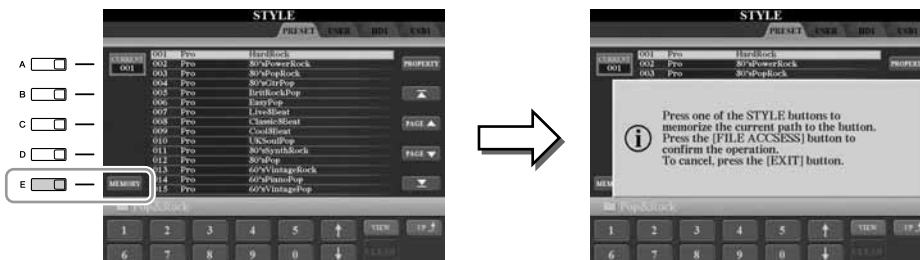 STYLE
PRESET USER HD1 USB1
A
B
C
D
E
CURRENT
001
001 Pro HardRock
002 Pro 80'sPowerRock
003 Pro 80'sPopRock
004 Pro 80'sGtrPop
005 Pro BritRockPop
006 Pro EasyPop
007 Pro Live8Beat
008 Pro Classic8Beat
009 Pro Cool8Beat
010 Pro UKSoulPop
011 Pro 80'sSynthRock
012 Pro 80'sPop
013 Pro 60'sVintageRock
014 Pro 60'sPianoPop
015 Pro 60'sVintagePop
PROPERTY
PAGE
PAGE
MEMORY
Pop&Rock
1 2 3 4 5 VIEW UP
6 7 8 9 0
STYLE
PRESET USER HD1 USB1
CURRENT
001
001 Pro HardRock
002 Pro 80'sPowerRock
003 Pro 80'sPopRock
Press one of the STYLE buttons to
memorize the current path to the button.
Press the [FILE ACCSESS] button to
confirm the operation.
To cancel, press the [EXIT] button.
Pop&Rock
1 2 3 4 5 VIEW UP
6 7 8 9 0